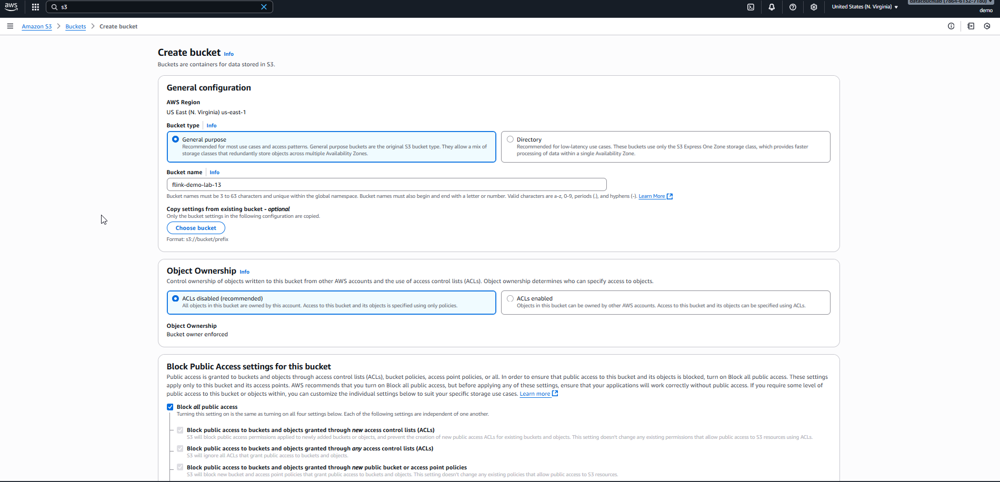 aws
s3
United States (N. Virginia)
datacouchlab (7864-6132-7180)
demo
Amazon S3
Buckets
Create bucket
Create bucket Info
Buckets are containers for data stored in S3.
General configuration
AWS Region
US East (N. Virginia) us-east-1
Bucket type Info
General purpose
Recommended for most use cases and access patterns. General purpose buckets are the original S3 bucket type. They allow a mix of
storage classes that redundantly store objects across multiple Availability Zones.
Directory
Recommended for low-latency use cases. These buckets use only the S3 Express One Zone storage class, which provides faster
processing of data within a single Availability Zone.
Bucket name Info
flink-demo-lab-13
Bucket names must be 3 to 63 characters and unique within the global namespace. Bucket names must also begin and end with a letter or number. Valid characters are a-z, 0-9, periods (.), and hyphens (-). Learn More
Copy settings from existing bucket - optional
Only the bucket settings in the following configuration are copied.
Choose bucket
Format: s3://bucket/prefix
Object Ownership Info
Control ownership of objects written to this bucket from other AWS accounts and the use of access control lists (ACLs). Object ownership determines who can specify access to objects.
ACLs disabled (recommended)
All objects in this bucket are owned by this account. Access to this bucket and its objects is specified using only policies.
ACLs enabled
Objects in this bucket can be owned by other AWS accounts. Access to this bucket and its objects can be specified using ACLs.
Object Ownership
Bucket owner enforced
Block Public Access settings for this bucket
Public access is granted to buckets and objects through access control lists (ACLs), bucket policies, access point policies, or all. In order to ensure that public access to this bucket and its objects is blocked, turn on Block all public access. These settings
apply only to this bucket and its access points. AWS recommends that you turn on Block all public access, but before applying any of these settings, ensure that your applications will work correctly without public access. If you require some level of
public access to this bucket or objects within, you can customize the individual settings below to suit your specific storage use cases. Learn more
Block all public access
Turning this setting on is the same as turning on all four settings below. Each of the following settings are independent of one another.
Block public access to buckets and objects granted through new access control lists (ACLs)
S3 will block public access permissions applied to newly added buckets or objects, and prevent the creation of new public access ACLs for existing buckets and objects. This setting doesn't change any existing permissions that allow public access to S3 resources using ACLs.
Block public access to buckets and objects granted through any access control lists (ACLs)
S3 will ignore all ACLs that grant public access to buckets and objects.
Block public access to buckets and objects granted through new public bucket or access point policies
S3 will block new bucket and access point policies that grant public access to buckets and objects. This setting doesn't change any existing policies that allow public access to S3 resources.